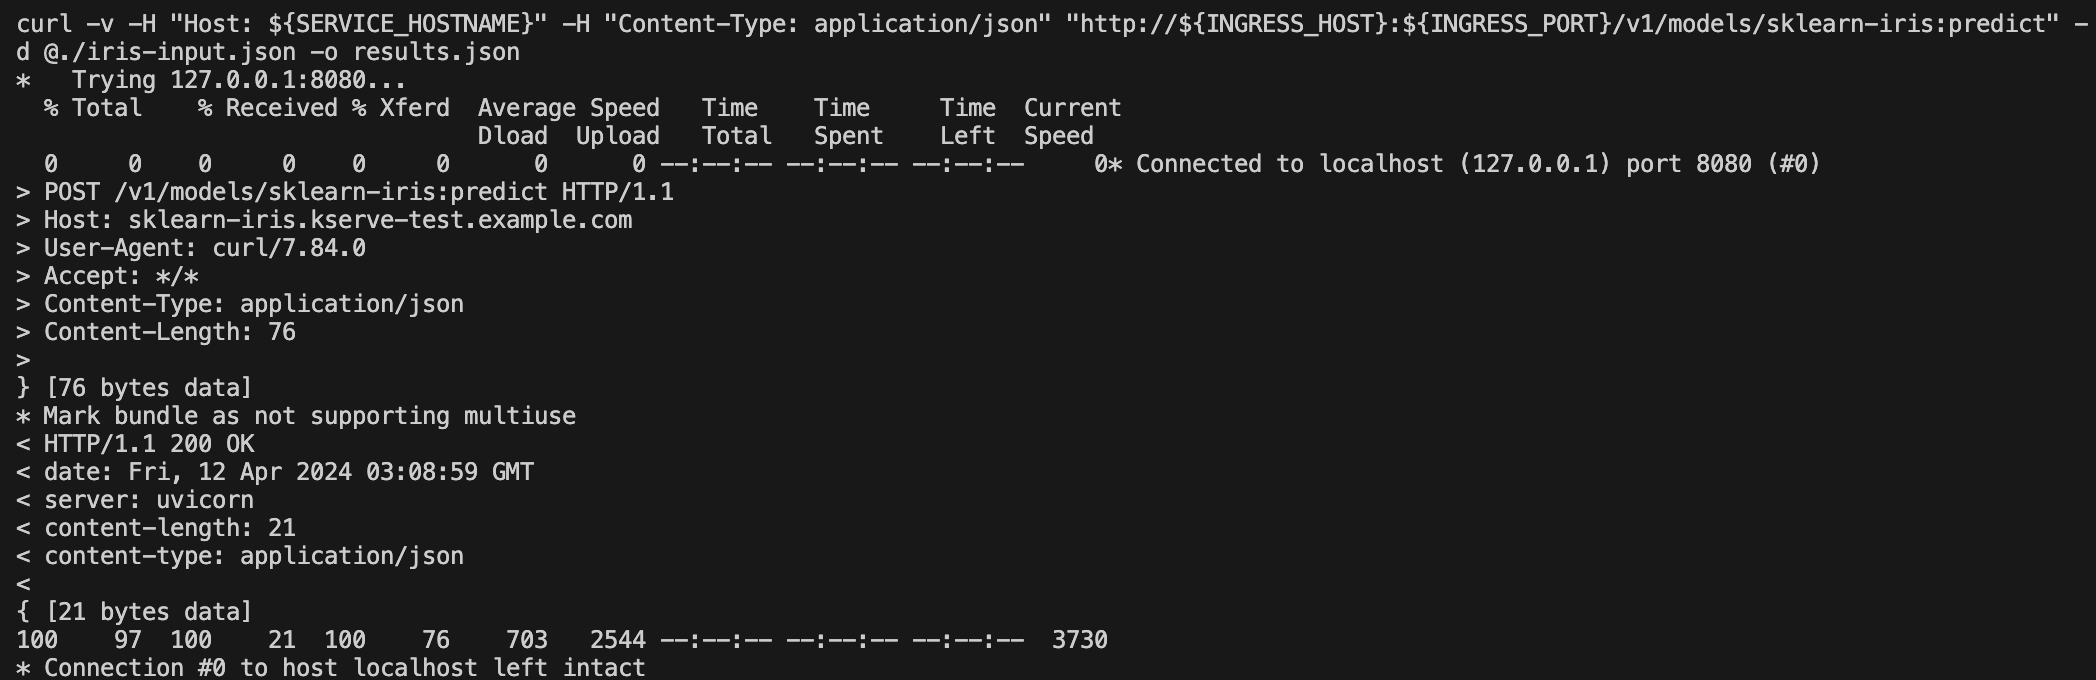 curl -v -H "Host: ${SERVICE_HOSTNAME}" -H "Content-Type: application/json" "http://${INGRESS_HOST}:${INGRESS_PORT}/v1/models/sklearn-iris:predict" -
d @./iris-input.json -o results.json
*   Trying 127.0.0.1:8080...
  % Total    % Received % Xferd  Average Speed   Time    Time     Time  Current
                                 Dload  Upload   Total   Spent    Left  Speed
  0     0    0     0    0     0      0      0 --:--:-- --:--:-- --:--:--     0* Connected to localhost (127.0.0.1) port 8080 (#0)
> POST /v1/models/sklearn-iris:predict HTTP/1.1
> Host: sklearn-iris.kserve-test.example.com
> User-Agent: curl/7.84.0
> Accept: */*
> Content-Type: application/json
> Content-Length: 76
>
} [76 bytes data]
* Mark bundle as not supporting multiuse
< HTTP/1.1 200 OK
< date: Fri, 12 Apr 2024 03:08:59 GMT
< server: uvicorn
< content-length: 21
< content-type: application/json
<
{ [21 bytes data]
100    97  100    21  100    76    703   2544 --:--:-- --:--:-- --:--:--  3730
* Connection #0 to host localhost left intact